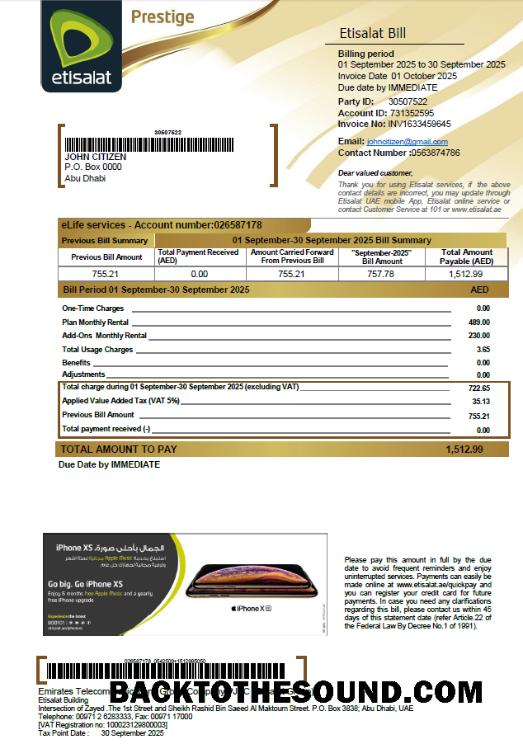 Prestige
etisalat
Etisalat Bill
Billing period
01 September 2025 to 30 September 2025
Invoice Date 01 October 2025
Due date by IMMEDIATE
Party ID: 30507522
Account ID: 731352595
Invoice No: INV1633459645
Email: johncitizen@gmail.com
Contact Number :0563874786
30507522
JOHN CITIZEN
P.O. Box 0000
Abu Dhabi
Dear valued customer,
Thank you for using Etisalat services, if the above
contact details are incorrect, you may update through
Etisalat UAE mobile App, Etisalat online service or
contact Customer Service at 101 or www.etisalat.ae
eLife services - Account number:026587178
Previous Bill Summary 01 September-30 September 2025 Bill Summary
Previous Bill Amount Total Payment Received (AED) Amount Carried Forward From Previous Bill "September-2025" Bill Amount Total Amount Payable (AED)
755.21 0.00 755.21 757.78 1,512.99
Bill Period 01 September-30 September 2025 AED
One-Time Charges 0.00
Plan Monthly Rental 489.00
Add-Ons Monthly Rental 230.00
Total Usage Charges 3.65
Benefits 0.00
Adjustments 0.00
Total charge during 01 September-30 September 2025 (excluding VAT) 722.65
Applied Value Added Tax (VAT 5%) 35.13
Previous Bill Amount 755.21
Total payment received (-) 0.00
TOTAL AMOUNT TO PAY 1,512.99
Due Date by IMMEDIATE
الجمال بأحلى صورة، iPhone XS
Go big. Go iPhone XS
Enjoy 6 months free Apple Music and a yearly
free iPhone upgrade
iPhone XS
Please pay this amount in full by the due
date to avoid frequent reminders and enjoy
uninterrupted services. Payments can easily be
made online at www.etisalat.ae/quickpay and
you can register your credit card for future
payments. In case you need any clarifications
regarding this bill, please contact us within 45
days of this statement date (refer Article.22 of
the Federal Law By Decree No.1 of 1991).
BACKTOTHESOUND.COM
Emirates Telecom
Etisalat Building
Intersection of Zayed .The 1st Street and Sheikh Rashid Bin Saeed Al Maktoum Street. P.O Box 3838; Abu Dhabi, UAE
Telephone: 00971 2 6283333, Fax: 00971 17000
[VAT Registration no: 100023129800003]
Tax Point Date : 30 September 2025